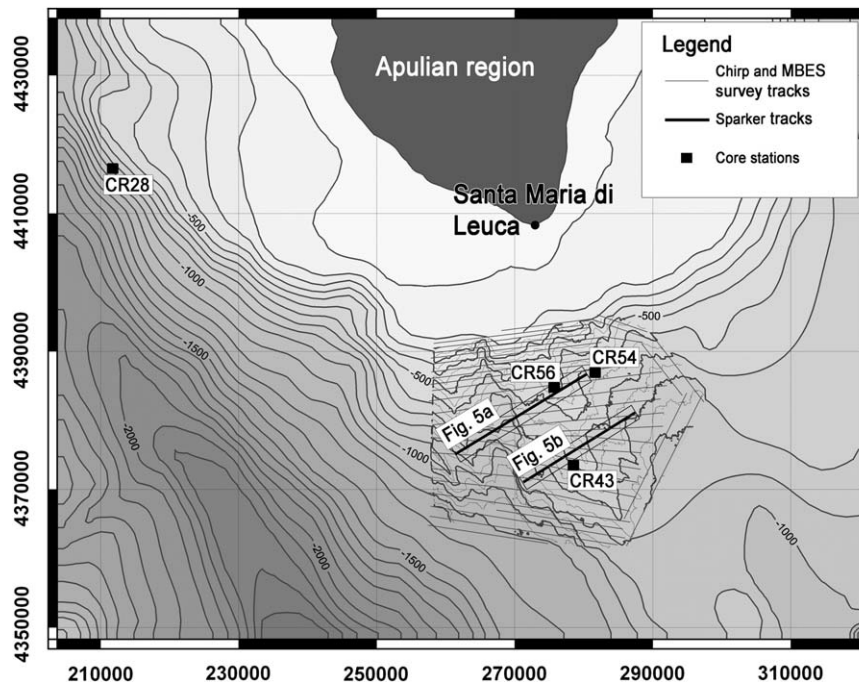 Legend
Chirp and MBES
survey tracks
Sparker tracks
Core stations
Apulian region
Santa Maria di
Leuca
CR28
CR56
CR54
CR43
Fig. 5a
Fig. 5b
-500
-1000
-1500
-2000
-2000
-1500
-500
-1000
-500
-1000
4430000
4410000
4390000
4370000
4350000
210000
230000
250000
270000
290000
310000